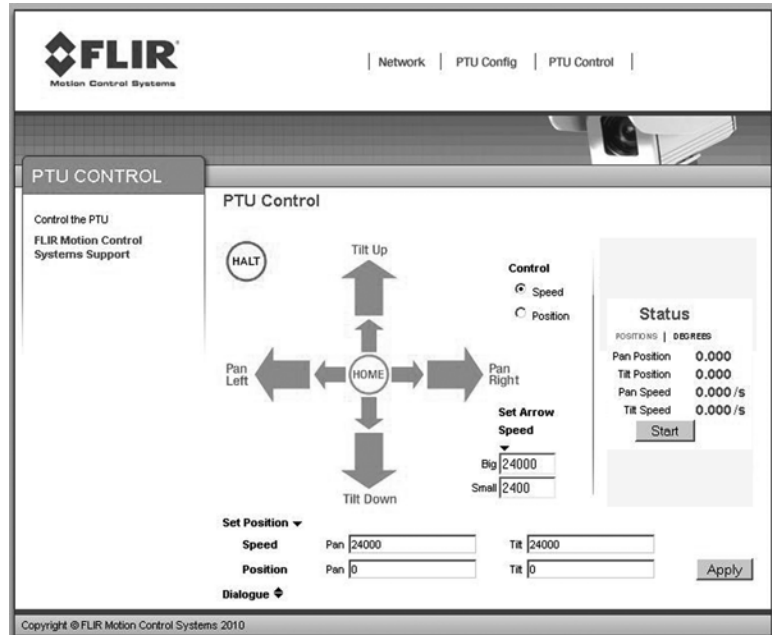 FLIR
Motion Control Systems
| Network | PTU Config | PTU Control |
PTU CONTROL
Control the PTU
FLIR Motion Control
Systems Support
PTU Control
HALT
Tilt Up
Pan
Left
HOME
Pan
Right
Tilt Down
Control
Speed
Position
Set Arrow
Speed
Big 24000
Small 2400
Status
POSITIONS | DEGREES
Pan Position 0.000
Tilt Position 0.000
Pan Speed 0.000 /s
Tilt Speed 0.000 /s
Start
Set Position
Speed Pan 24000 Tilt 24000
Position Pan 0 Tilt 0
Apply
Dialogue
Copyright © FLIR Motion Control Systems 2010